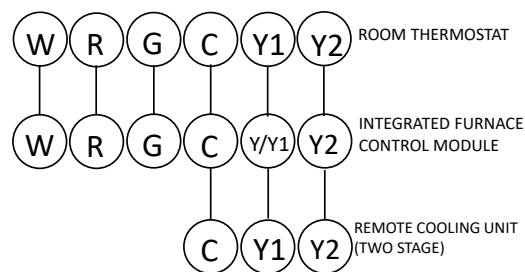 W R G C Y1 Y2 ROOM THERMOSTAT
W R G C Y/Y1 Y2 INTEGRATED FURNACE
CONTROL MODULE
C Y1 Y2 REMOTE COOLING UNIT
(TWO STAGE)